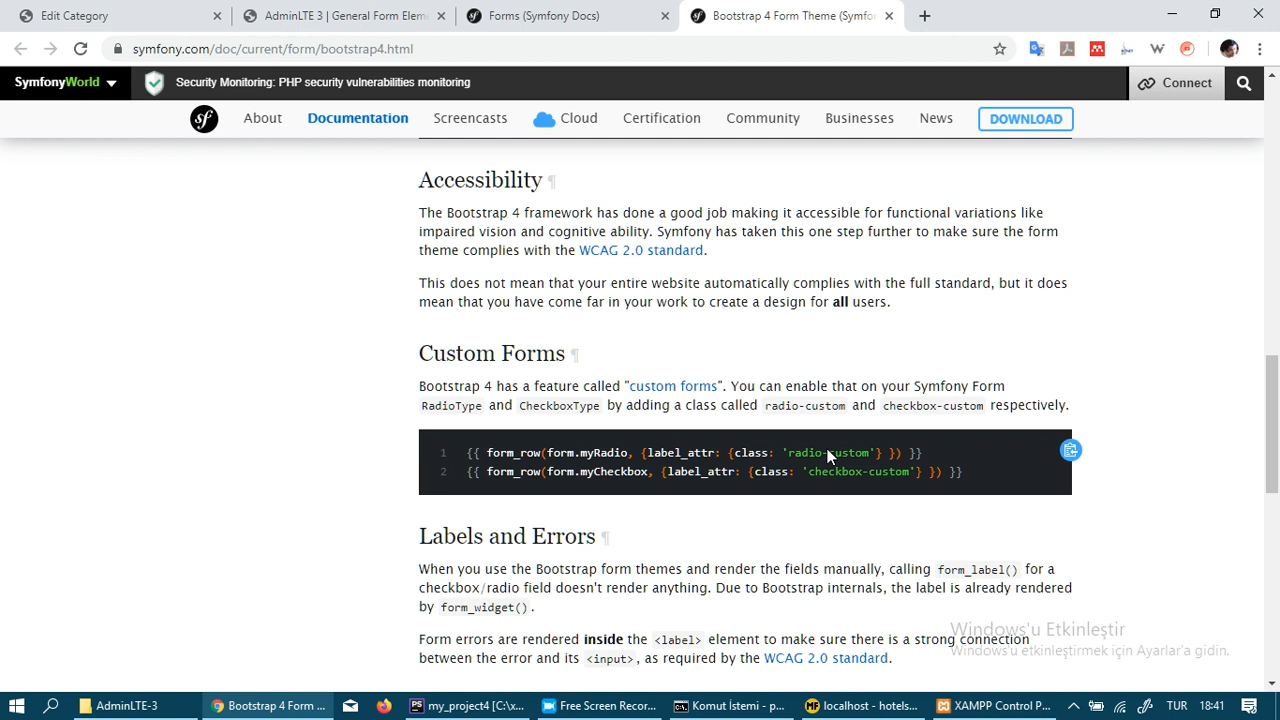 Edit Category
AdminLTE 3 | General Form Elem
Forms (Symfony Docs)
Bootstrap 4 Form Theme (Symfon
symfony.com/doc/current/form/bootstrap4.html
SymfonyWorld
Security Monitoring: PHP security vulnerabilities monitoring
Connect
sf
About
Documentation
Screencasts
Cloud
Certification
Community
Businesses
News
DOWNLOAD
Accessibility ¶
The Bootstrap 4 framework has done a good job making it accessible for functional variations like
impaired vision and cognitive ability. Symfony has taken this one step further to make sure the form
theme complies with the WCAG 2.0 standard.
This does not mean that your entire website automatically complies with the full standard, but it does
mean that you have come far in your work to create a design for all users.
Custom Forms ¶
Bootstrap 4 has a feature called "custom forms". You can enable that on your Symfony Form
RadioType and CheckboxType by adding a class called radio-custom and checkbox-custom respectively.
1 {{ form_row(form.myRadio, {label_attr: {class: 'radio-custom'} }) }}
2 {{ form_row(form.myCheckbox, {label_attr: {class: 'checkbox-custom'} }) }}
Labels and Errors ¶
When you use the Bootstrap form themes and render the fields manually, calling form_label() for a
checkbox/radio field doesn't render anything. Due to Bootstrap internals, the label is already rendered
by form_widget().
Form errors are rendered inside the <label> element to make sure there is a strong connection
between the error and its <input>, as required by the WCAG 2.0 standard.
Windows'u Etkinleştir
Windows'u etkinleştirmek için Ayarlar'a gidin.
AdminLTE-3
Bootstrap 4 Form ...
my_project4 [C:\x...
Free Screen Recor...
Komut İstemi - p...
localhost - hotels...
XAMPP Control P...
TUR
18:41